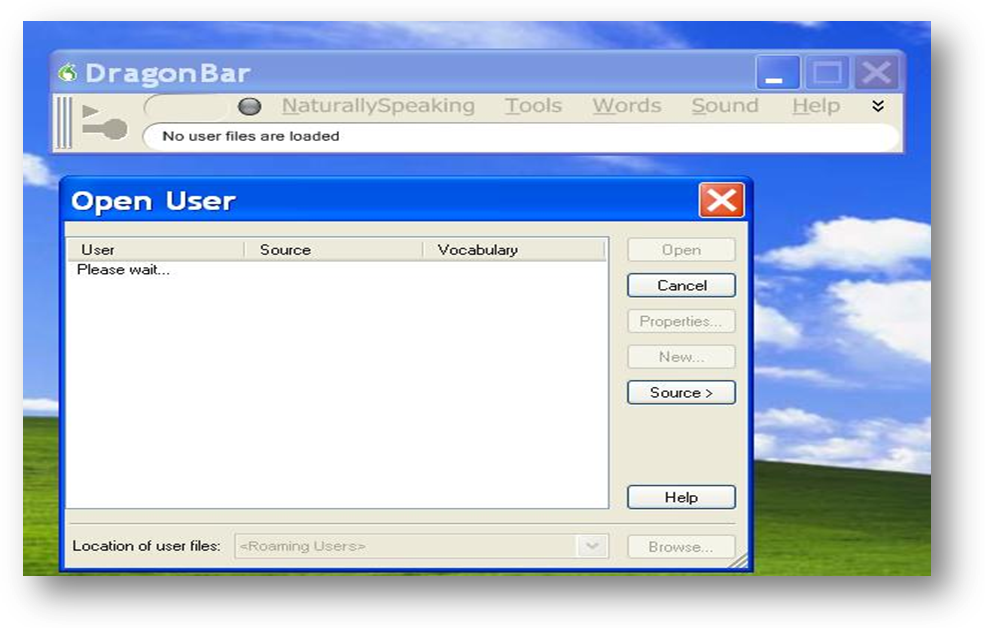 DragonBar
NaturallySpeaking Tools Words Sound Help
No user files are loaded
Open User
User Source Vocabulary
Please wait...
Open
Cancel
Properties...
New...
Source >
Help
Location of user files: <Roaming Users> Browse...